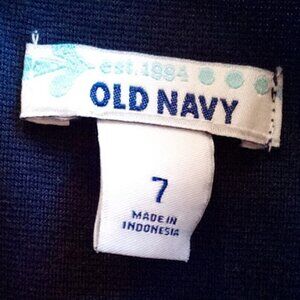 est. 1994
OLD NAVY
7
MADE IN
INDONESIA